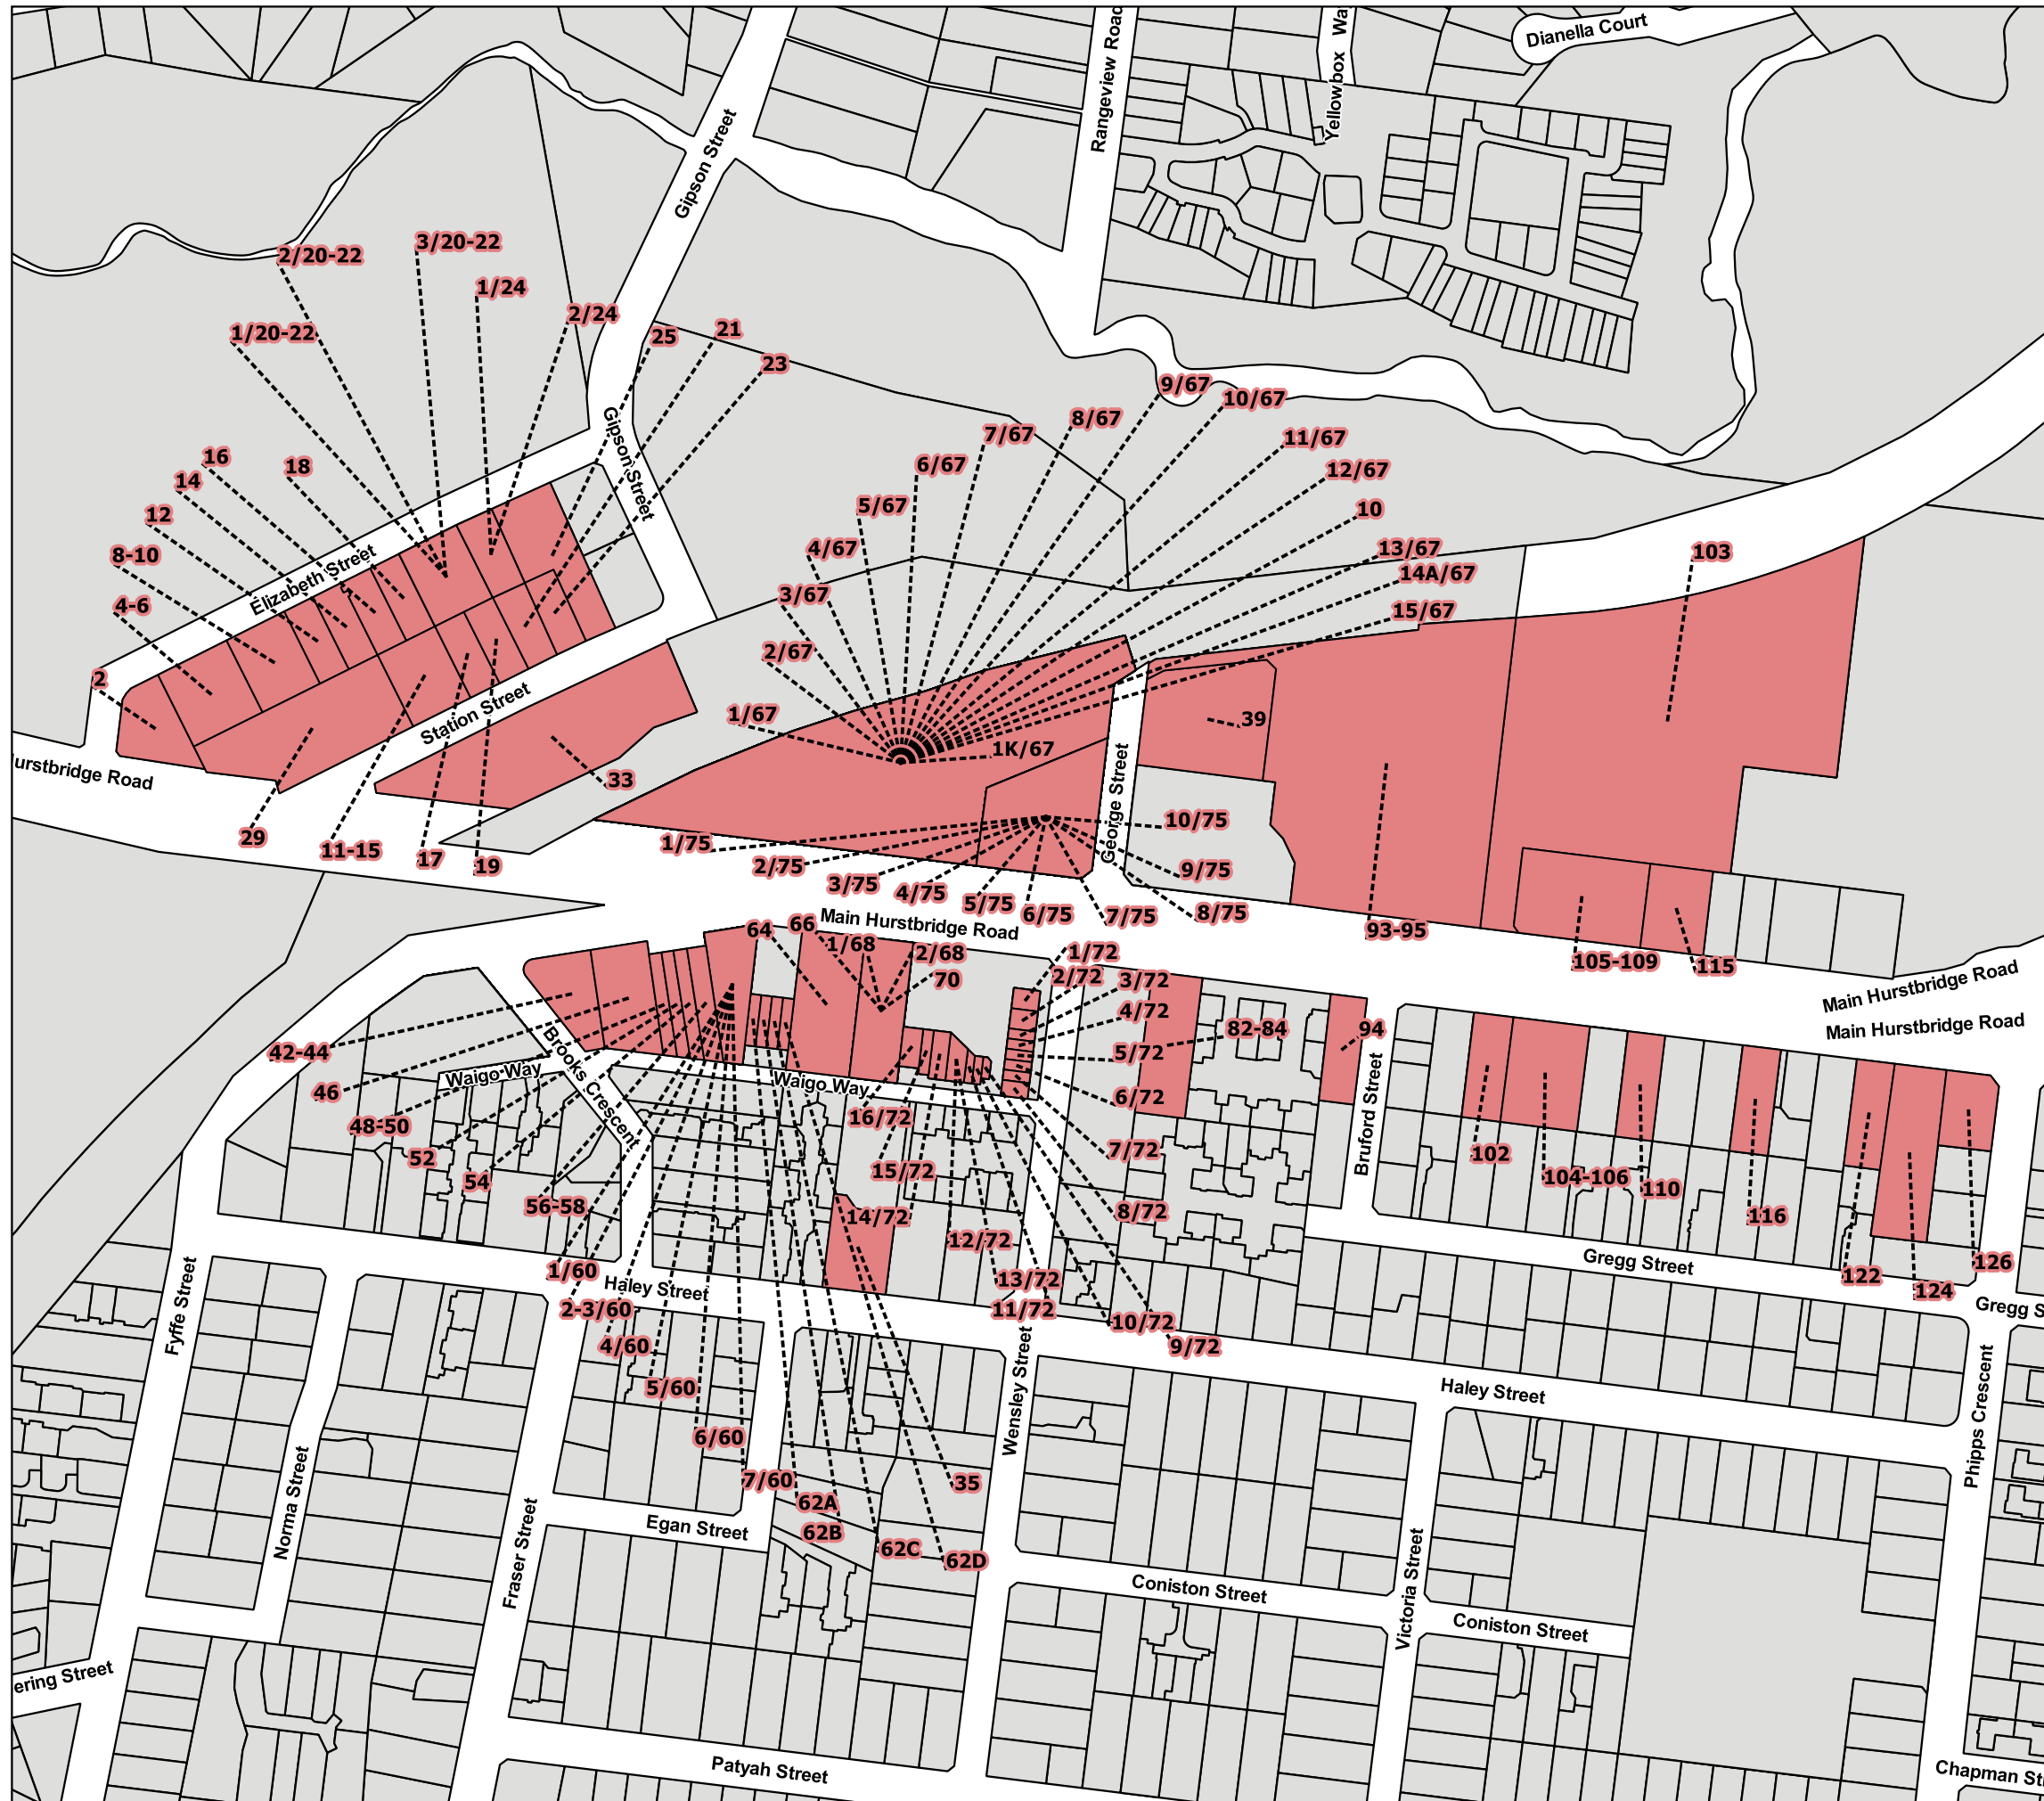 Dianella Court
Rangeview Road
Yellowbox Wa
Gipson Street
2/20-22
3/20-22
1/24
2/24
1/20-22
25
21
23
9/67
10/67
8/67
7/67
11/67
6/67
12/67
5/67
10
Gipson Street
16
18
14
12
8-10
4-6
2
Elizabeth Street
Station Street
4/67
13/67
14A/67
15/67
103
3/67
2/67
1/67
1K/67
39
33
George Street
urstbridge Road
29
11-15
17
19
1/75
2/75
3/75
4/75
5/75
6/75
7/75
8/75
9/75
10/75
93-95
105-109
115
Main Hurstbridge Road
Main Hurstbridge Road
Main Hurstbridge Road
64
66
1/68
2/68
70
1/72
2/72
3/72
4/72
5/72
6/72
7/72
8/72
82-84
94
42-44
46
48-50
52
54
56-58
Brooks Crescent
Waigo Way
Waigo Way
16/72
15/72
14/72
12/72
13/72
11/72
10/72
9/72
Bruford Street
102
104-106
110
116
122
124
126
Gregg Street
Gregg S
1/60
2-3/60
4/60
5/60
6/60
7/60
62A
62B
62C
62D
35
Haley Street
Haley Street
Fyffe Street
Norma Street
Fraser Street
Egan Street
Wensley Street
Victoria Street
Phipps Crescent
Coniston Street
Coniston Street
ering Street
Patyah Street
Chapman St